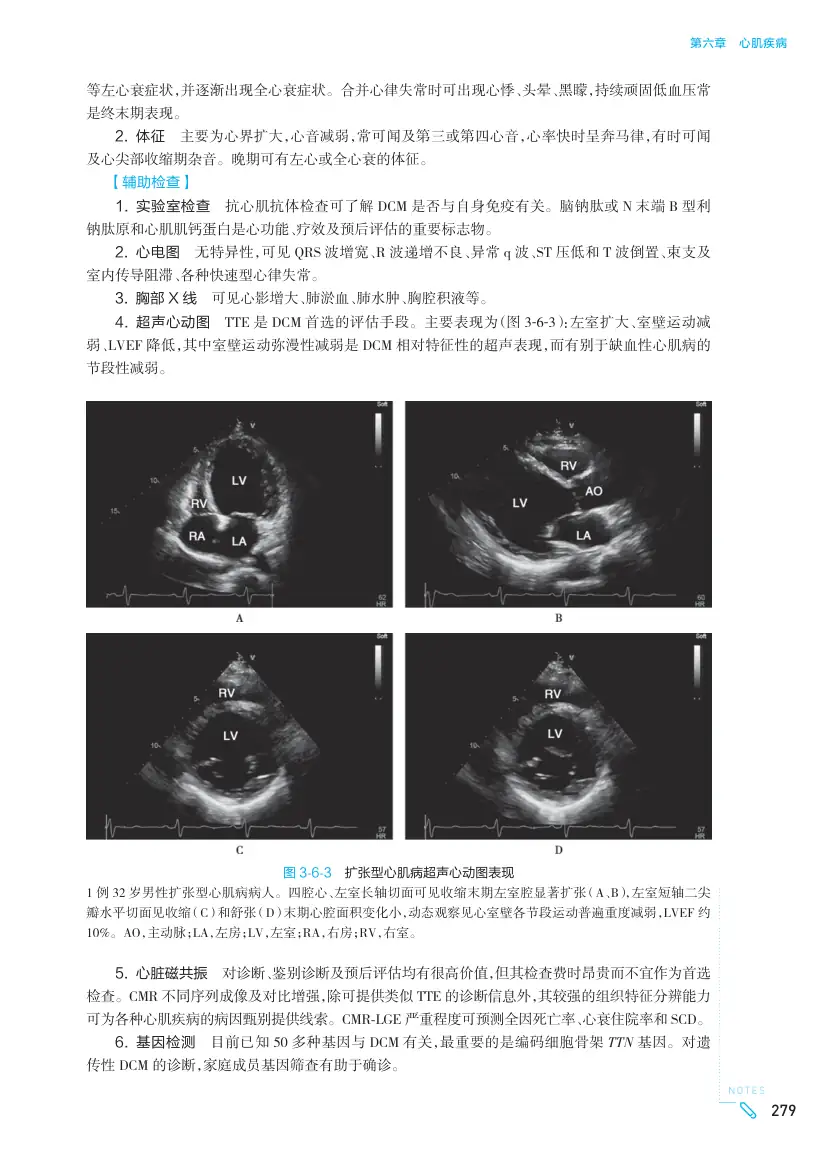 第六章 心肌疾病
等左心衰症状,并逐渐出现全心衰症状。合并心律失常时可出现心悸、头晕、黑矇,持续顽固低血压常
是终末期表现。
2. 体征 主要为心界扩大,心音减弱,常可闻及第三或第四心音,心率快时呈奔马律,有时可闻
及心尖部收缩期杂音。晚期可有左心或全心衰的体征。
【辅助检查】
1. 实验室检查 抗心肌抗体检查可了解 DCM 是否与自身免疫有关。脑钠肽或 N 末端 B 型利
钠肽原和心肌肌钙蛋白是心功能、疗效及预后评估的重要标志物。
2. 心电图 无特异性,可见 QRS 波增宽、R 波递增不良、异常 q 波、ST 压低和 T 波倒置、束支及
室内传导阻滞、各种快速型心律失常。
3. 胸部 X 线 可见心影增大、肺淤血、肺水肿、胸腔积液等。
4. 超声心动图 TTE 是 DCM 首选的评估手段。主要表现为(图 3-6-3):左室扩大、室壁运动减
弱、LVEF 降低,其中室壁运动弥漫性减弱是 DCM 相对特征性的超声表现,而有别于缺血性心肌病的
节段性减弱。
Soft
V
5
10
15
LV
RV
RA
LA
62
HR
A
Soft
V
5
10
RV
AO
LV
LA
60
HR
B
Soft
V
5
10
RV
LV
57
HR
C
Soft
V
5
10
RV
LV
57
HR
D
图 3-6-3 扩张型心肌病超声心动图表现
1 例 32 岁男性扩张型心肌病病人。四腔心、左室长轴切面可见收缩末期左室腔显著扩张(A、B),左室短轴二尖
瓣水平切面见收缩(C)和舒张(D)末期心腔面积变化小,动态观察见心室壁各节段运动普遍重度减弱,LVEF 约
10%。AO,主动脉;LA,左房;LV,左室;RA,右房;RV,右室。
5. 心脏磁共振 对诊断、鉴别诊断及预后评估均有很高价值,但其检查费时昂贵而不宜作为首选
检查。CMR 不同序列成像及对比增强,除可提供类似 TTE 的诊断信息外,其较强的组织特征分辨能力
可为各种心肌疾病的病因甄别提供线索。CMR-LGE 严重程度可预测全因死亡率、心衰住院率和 SCD。
6. 基因检测 目前已知 50 多种基因与 DCM 有关,最重要的是编码细胞骨架 TTN 基因。对遗
传性 DCM 的诊断,家庭成员基因筛查有助于确诊。
NOTES
279